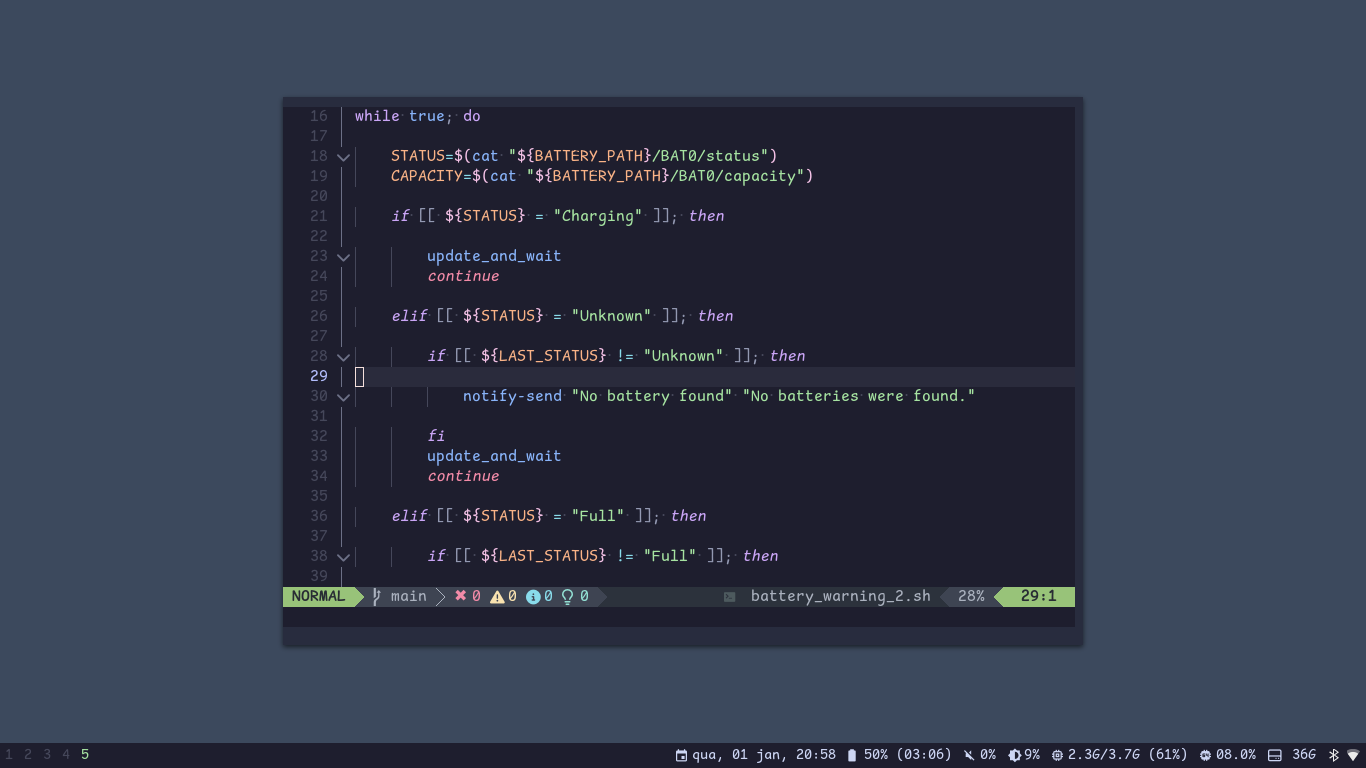 16 while true; do
17
18 STATUS=$(cat "${BATTERY_PATH}/BAT0/status")
19 CAPACITY=$(cat "${BATTERY_PATH}/BAT0/capacity")
20
21 if [[ ${STATUS} = "Charging" ]]; then
22
23 update_and_wait
24 continue
25
26 elif [[ ${STATUS} = "Unknown" ]]; then
27
28 if [[ ${LAST_STATUS} != "Unknown" ]]; then
29
30 notify-send "No battery found" "No batteries were found."
31
32 fi
33 update_and_wait
34 continue
35
36 elif [[ ${STATUS} = "Full" ]]; then
37
38 if [[ ${LAST_STATUS} != "Full" ]]; then
39
NORMAL main 0 0 0 0 battery_warning_2.sh 28% 29:1
1 2 3 4 5 qua, 01 jan, 20:58 50% (03:06) 0% 9% 2.3G/3.7G (61%) 08.0% 36G